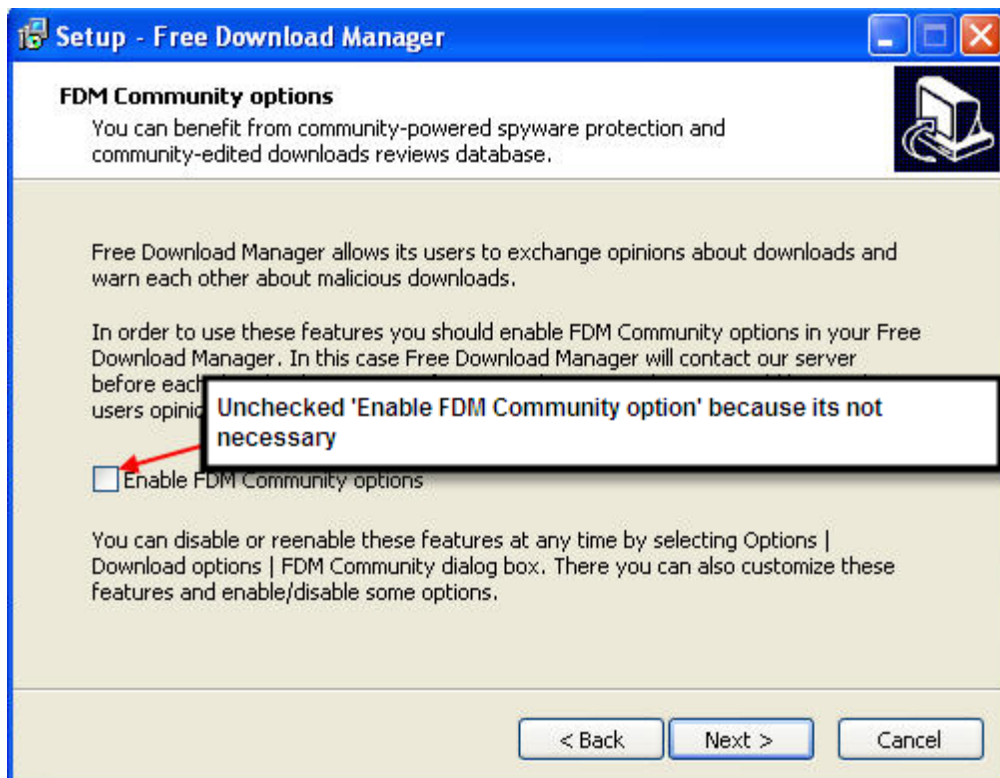 Setup - Free Download Manager
FDM Community options
You can benefit from community-powered spyware protection and
community-edited downloads reviews database.
Free Download Manager allows its users to exchange opinions about downloads and
warn each other about malicious downloads.
In order to use these features you should enable FDM Community options in your Free
Download Manager. In this case Free Download Manager will contact our server
before each
users
Unchecked 'Enable FDM Community option' because its not
necessary
Enable FDM Community options
You can disable or reenable these features at any time by selecting Options |
Download options | FDM Community dialog box. There you can also customize these
features and enable/disable some options.
< Back
Next >
Cancel